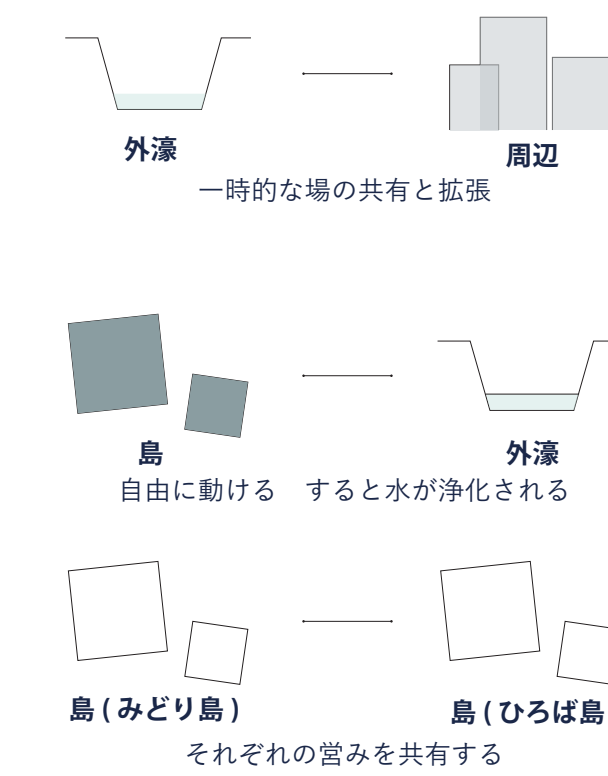 外濠
周辺
一時的な場の共有と拡張
島
外濠
自由に動ける　すると水が浄化される
島 ( みどり島 )
島 ( ひろば島
それぞれの営みを共有する